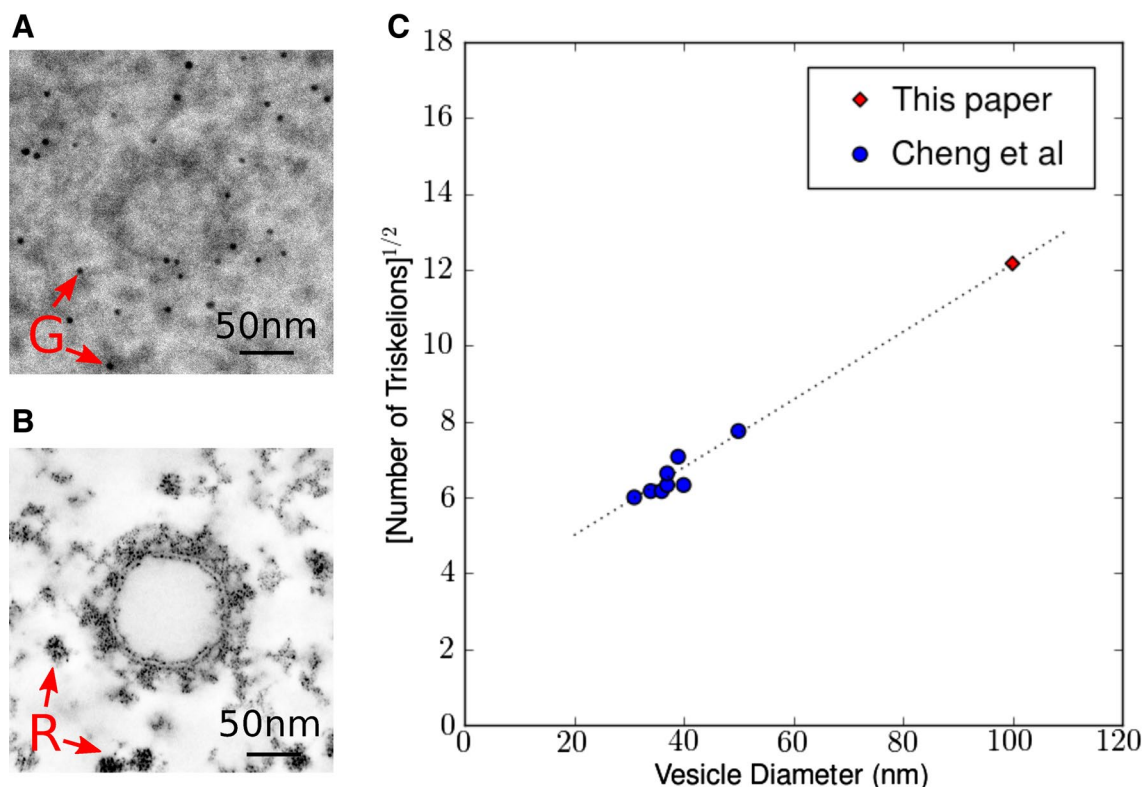 A
G
50nm
B
R
50nm
C
[Number of Triskelions]^{1/2}
18
16
14
12
10
8
6
4
2
0
This paper
Cheng et al
0 20 40 60 80 100 120
Vesicle Diameter (nm)